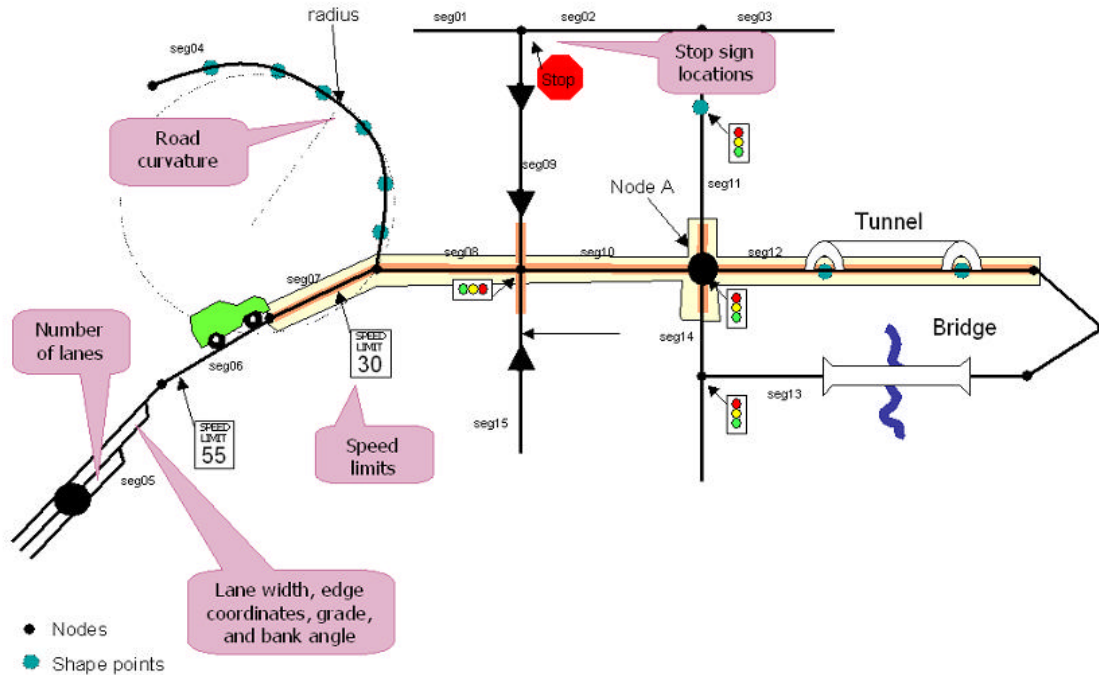 radius
seg01
seg02
seg03
seg04
Stop
Stop sign
locations
Road
curvature
seg09
Node A
seg11
Tunnel
seg08
seg10
seg12
seg07
Number
of lanes
SPEED
LIMIT
30
seg06
seg14
Bridge
seg13
SPEED
LIMIT
55
Speed
limits
seg15
seg05
Lane width, edge
coordinates, grade,
and bank angle
Nodes
Shape points